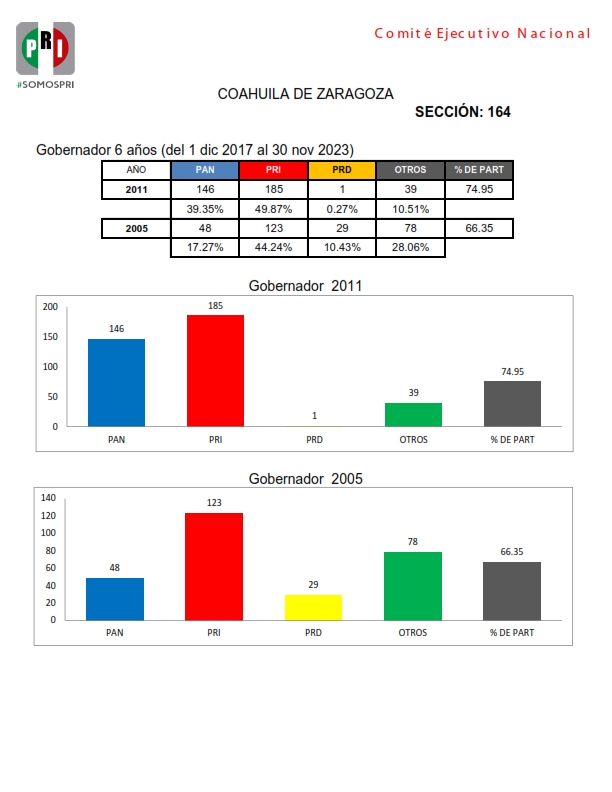 PRI
#SOMOSPRI
Comité Ejecutivo Nacional
COAHUILA DE ZARAGOZA
SECCIÓN: 164
Gobernador 6 años (del 1 dic 2017 al 30 nov 2023)
AÑO PAN PRI PRD OTROS % DE PART
2011 146 185 1 39 74.95
39.35% 49.87% 0.27% 10.51%
2005 48 123 29 78 66.35
17.27% 44.24% 10.43% 28.06%
Gobernador 2011
200
150
100
50
0
146
185
1
39
74.95
PAN PRI PRD OTROS % DE PART
Gobernador 2005
140
120
100
80
60
40
20
0
48
123
29
78
66.35
PAN PRI PRD OTROS % DE PART